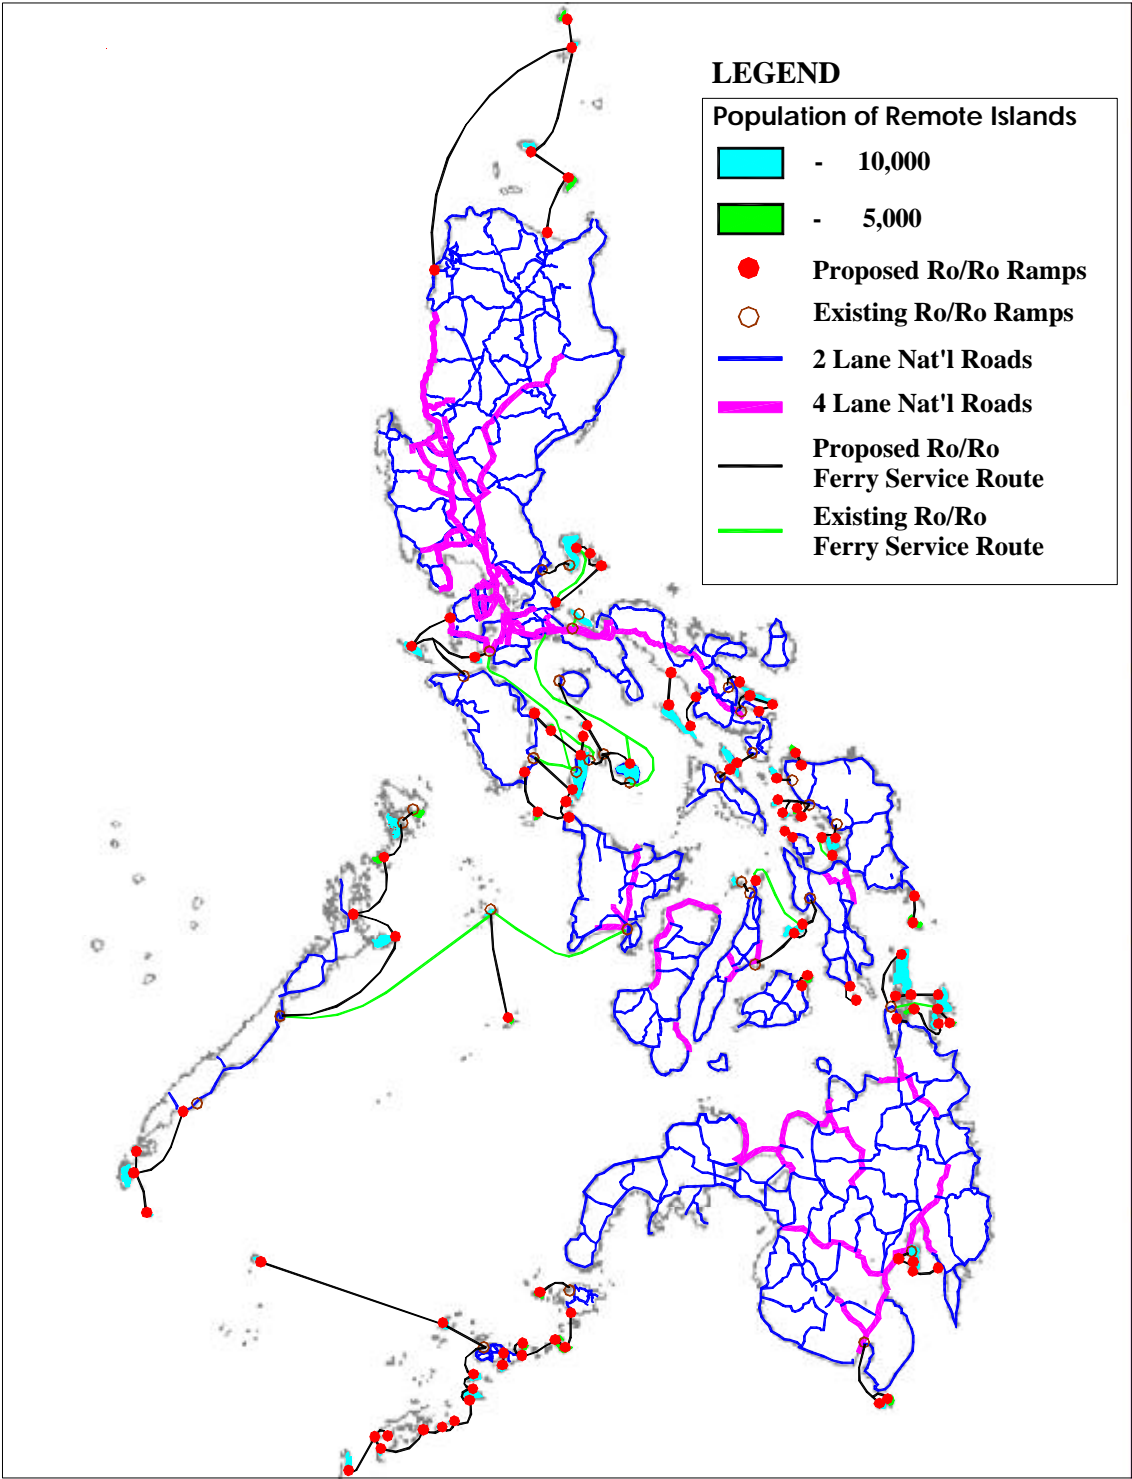 LEGEND
Population of Remote Islands
- 10,000
- 5,000
Proposed Ro/Ro Ramps
Existing Ro/Ro Ramps
2 Lane Nat'l Roads
4 Lane Nat'l Roads
Proposed Ro/Ro
Ferry Service Route
Existing Ro/Ro
Ferry Service Route